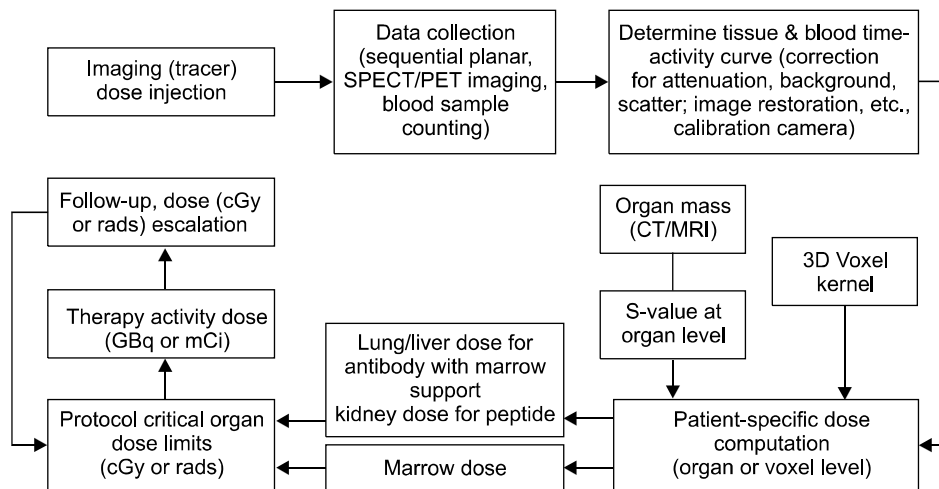 Imaging (tracer)
dose injection
Data collection
(sequential planar,
SPECT/PET imaging,
blood sample
counting)
Determine tissue & blood time-
activity curve (correction
for attenuation, background,
scatter; image restoration, etc.,
calibration camera)
Follow-up, dose (cGy
or rads) escalation
Organ mass
(CT/MRI)
3D Voxel
kernel
Therapy activity dose
(GBq or mCi)
S-value at
organ level
Lung/liver dose for
antibody with marrow
support
kidney dose for peptide
Protocol critical organ
dose limits
(cGy or rads)
Marrow dose
Patient-specific dose
computation
(organ or voxel level)